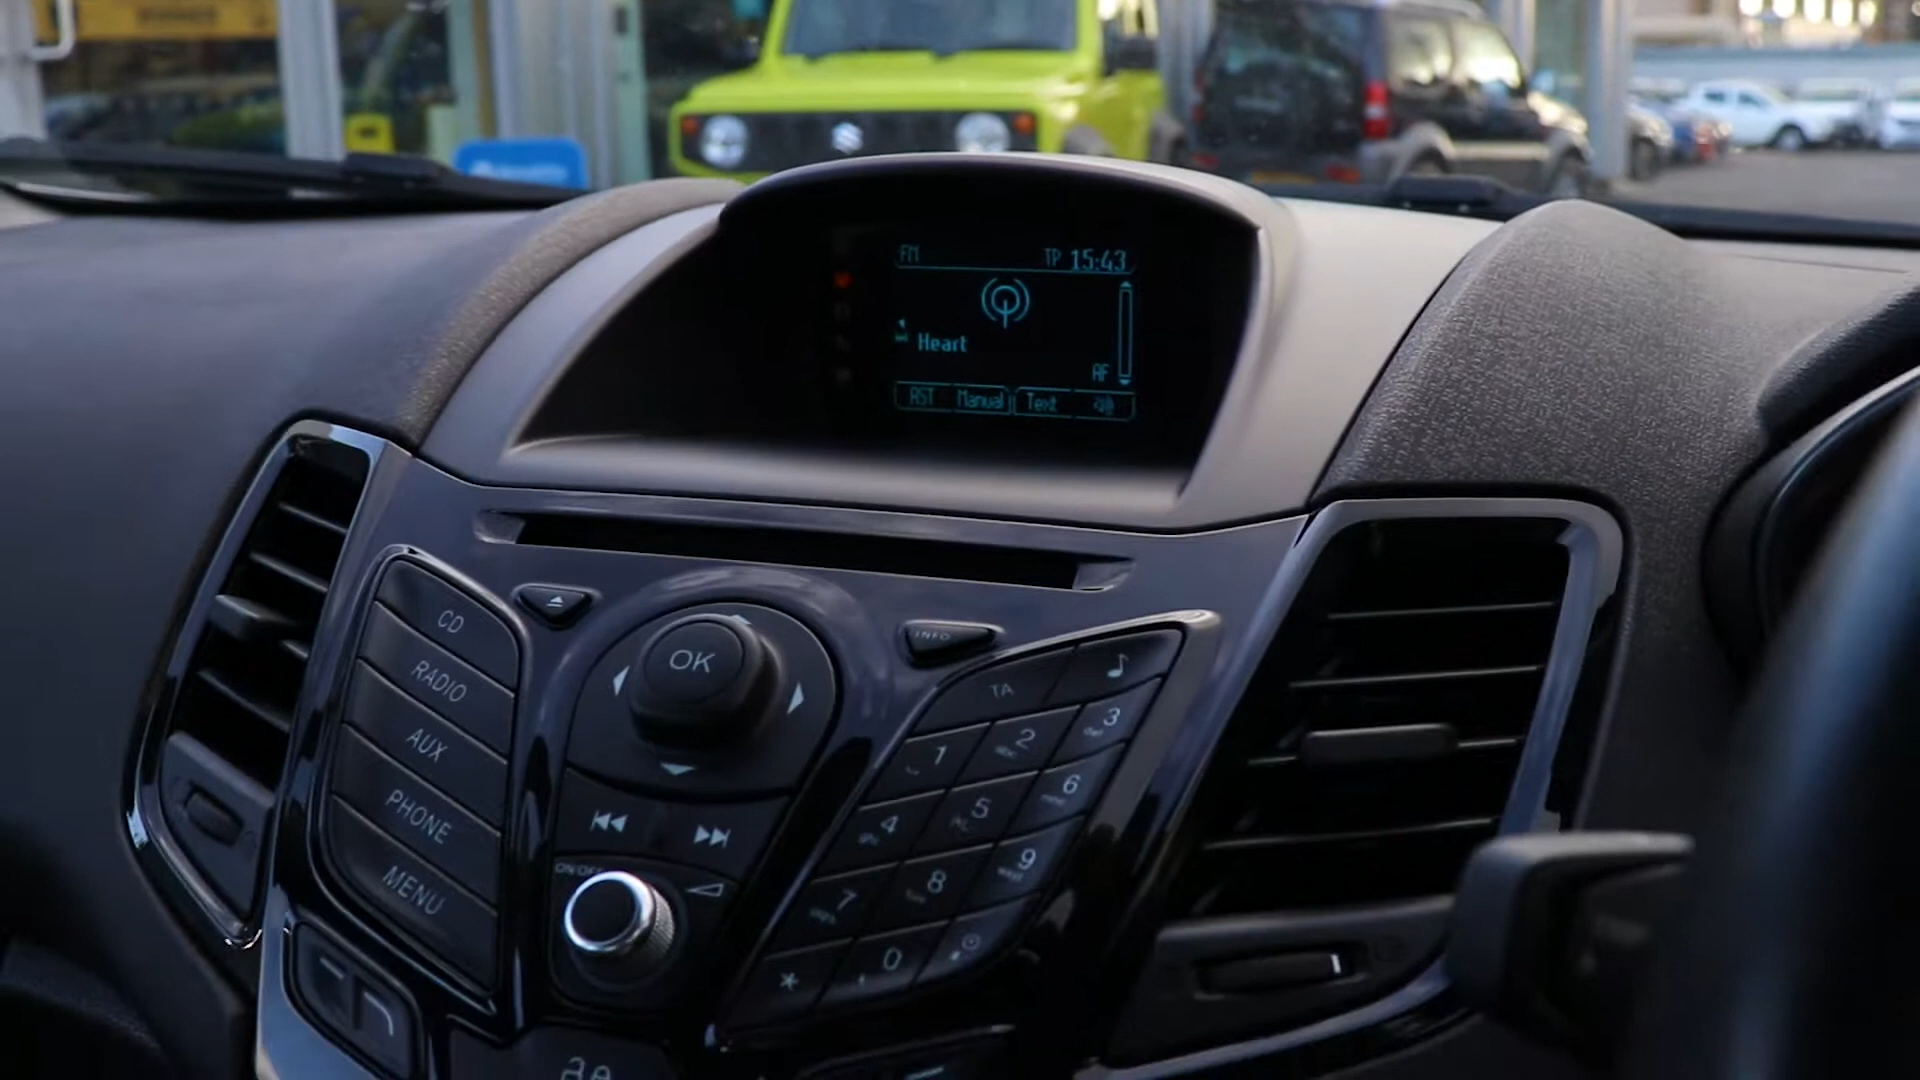 FM TP 15:43
Heart
AF
AST Manual Text
CD
RADIO
AUX
PHONE
MENU
OK
INFO
TA
1 2 3
4 5 6
7 8 9
* 0
ON/OFF